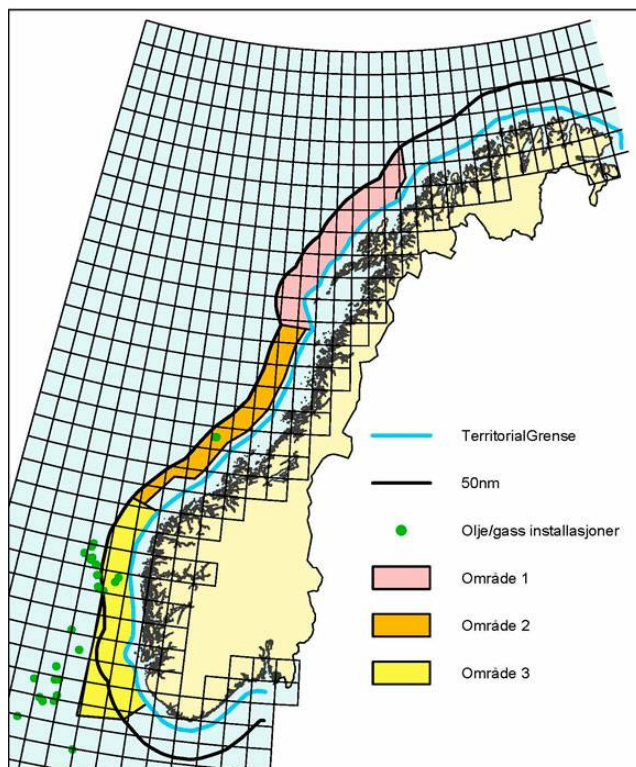 TerritorialGrense
50nm
Olje/gass installasjoner
Område 1
Område 2
Område 3